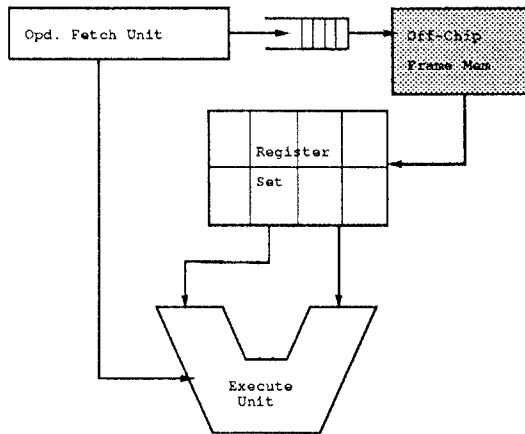 Opd. Fetch Unit
Off-Chip
Frame Mem
Register
Set
Execute
Unit